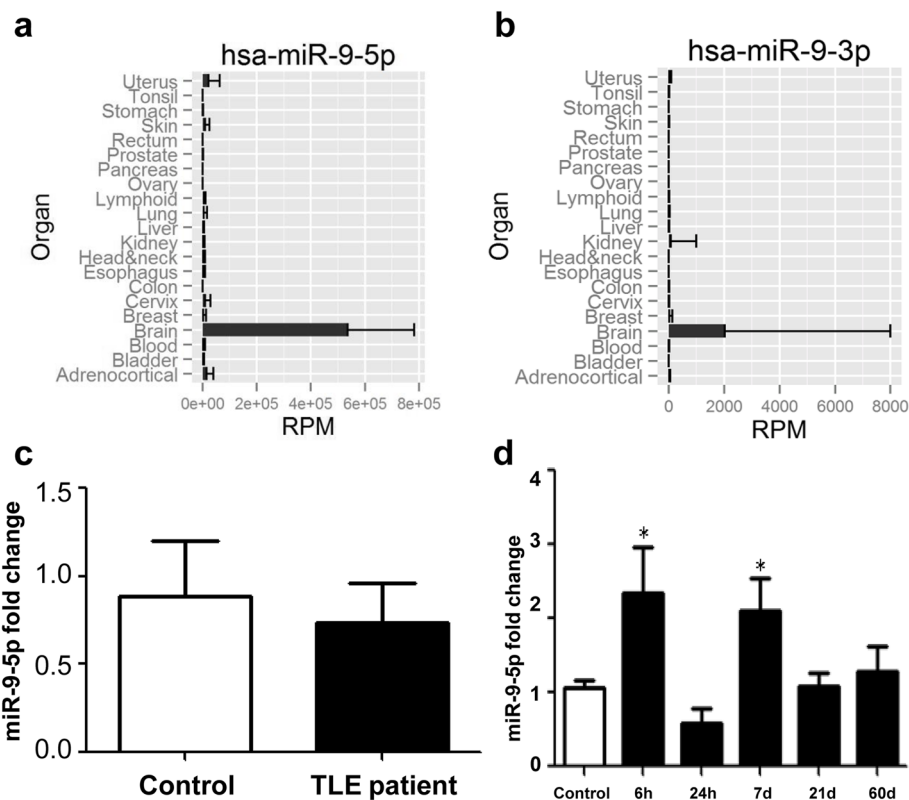 a
hsa-miR-9-5p
Organ
Uterus
Tonsil
Stomach
Skin
Rectum
Prostate
Pancreas
Ovary
Lymphoid
Lung
Liver
Kidney
Head&neck
Esophagus
Colon
Cervix
Breast
Brain
Blood
Bladder
Adrenocortical
0e+00 2e+05 4e+05 6e+05 8e+05
RPM
b
hsa-miR-9-3p
Organ
Uterus
Tonsil
Stomach
Skin
Rectum
Prostate
Pancreas
Ovary
Lymphoid
Lung
Liver
Kidney
Head&neck
Esophagus
Colon
Cervix
Breast
Brain
Blood
Bladder
Adrenocortical
0 2000 4000 6000 8000
RPM
c
miR-9-5p fold change
1.5
1.0
0.5
0.0
Control TLE patient
d
miR-9-5p fold change
4
3
2
1
0
* *
Control 6h 24h 7d 21d 60d